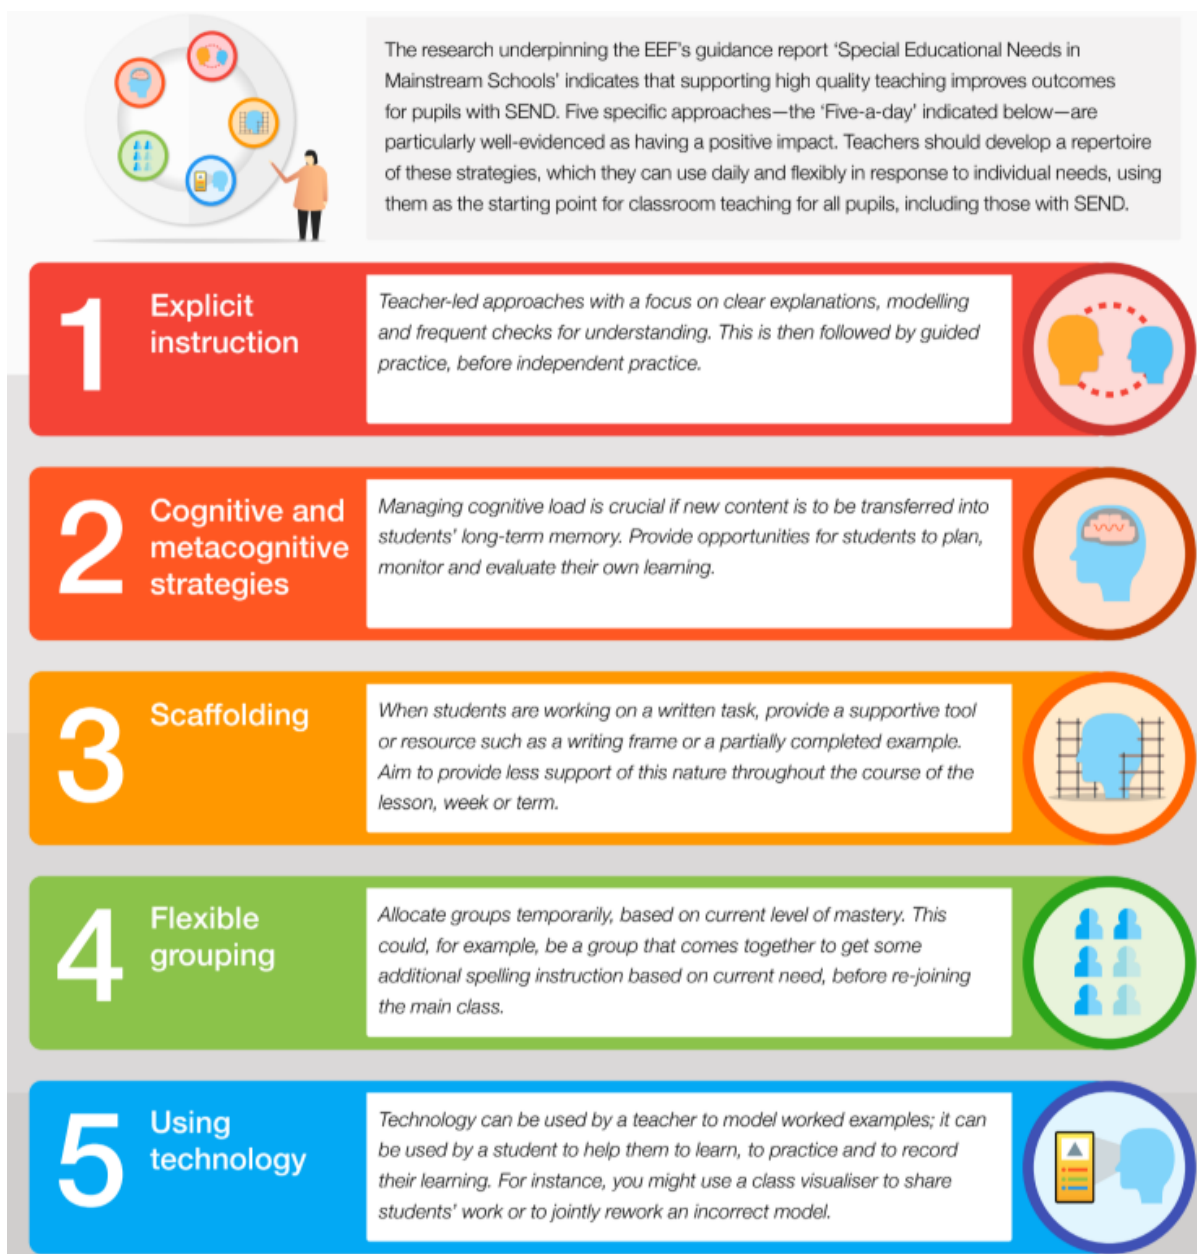 The research underpinning the EEF's guidance report ‘Special Educational Needs in
Mainstream Schools’ indicates that supporting high quality teaching improves outcomes
for pupils with SEND. Five specific approaches—the ‘Five-a-day’ indicated below—are
particularly well-evidenced as having a positive impact. Teachers should develop a repertoire
of these strategies, which they can use daily and flexibly in response to individual needs, using
them as the starting point for classroom teaching for all pupils, including those with SEND.
1
Explicit
instruction
Teacher-led approaches with a focus on clear explanations, modelling
and frequent checks for understanding. This is then followed by guided
practice, before independent practice.
2
Cognitive and
metacognitive
strategies
Managing cognitive load is crucial if new content is to be transferred into
students' long-term memory. Provide opportunities for students to plan,
monitor and evaluate their own learning.
3
Scaffolding
When students are working on a written task, provide a supportive tool
or resource such as a writing frame or a partially completed example.
Aim to provide less support of this nature throughout the course of the
lesson, week or term.
4
Flexible
grouping
Allocate groups temporarily, based on current level of mastery. This
could, for example, be a group that comes together to get some
additional spelling instruction based on current need, before re-joining
the main class.
5
Using
technology
Technology can be used by a teacher to model worked examples; it can
be used by a student to help them to learn, to practice and to record
their learning. For instance, you might use a class visualiser to share
students' work or to jointly rework an incorrect model.